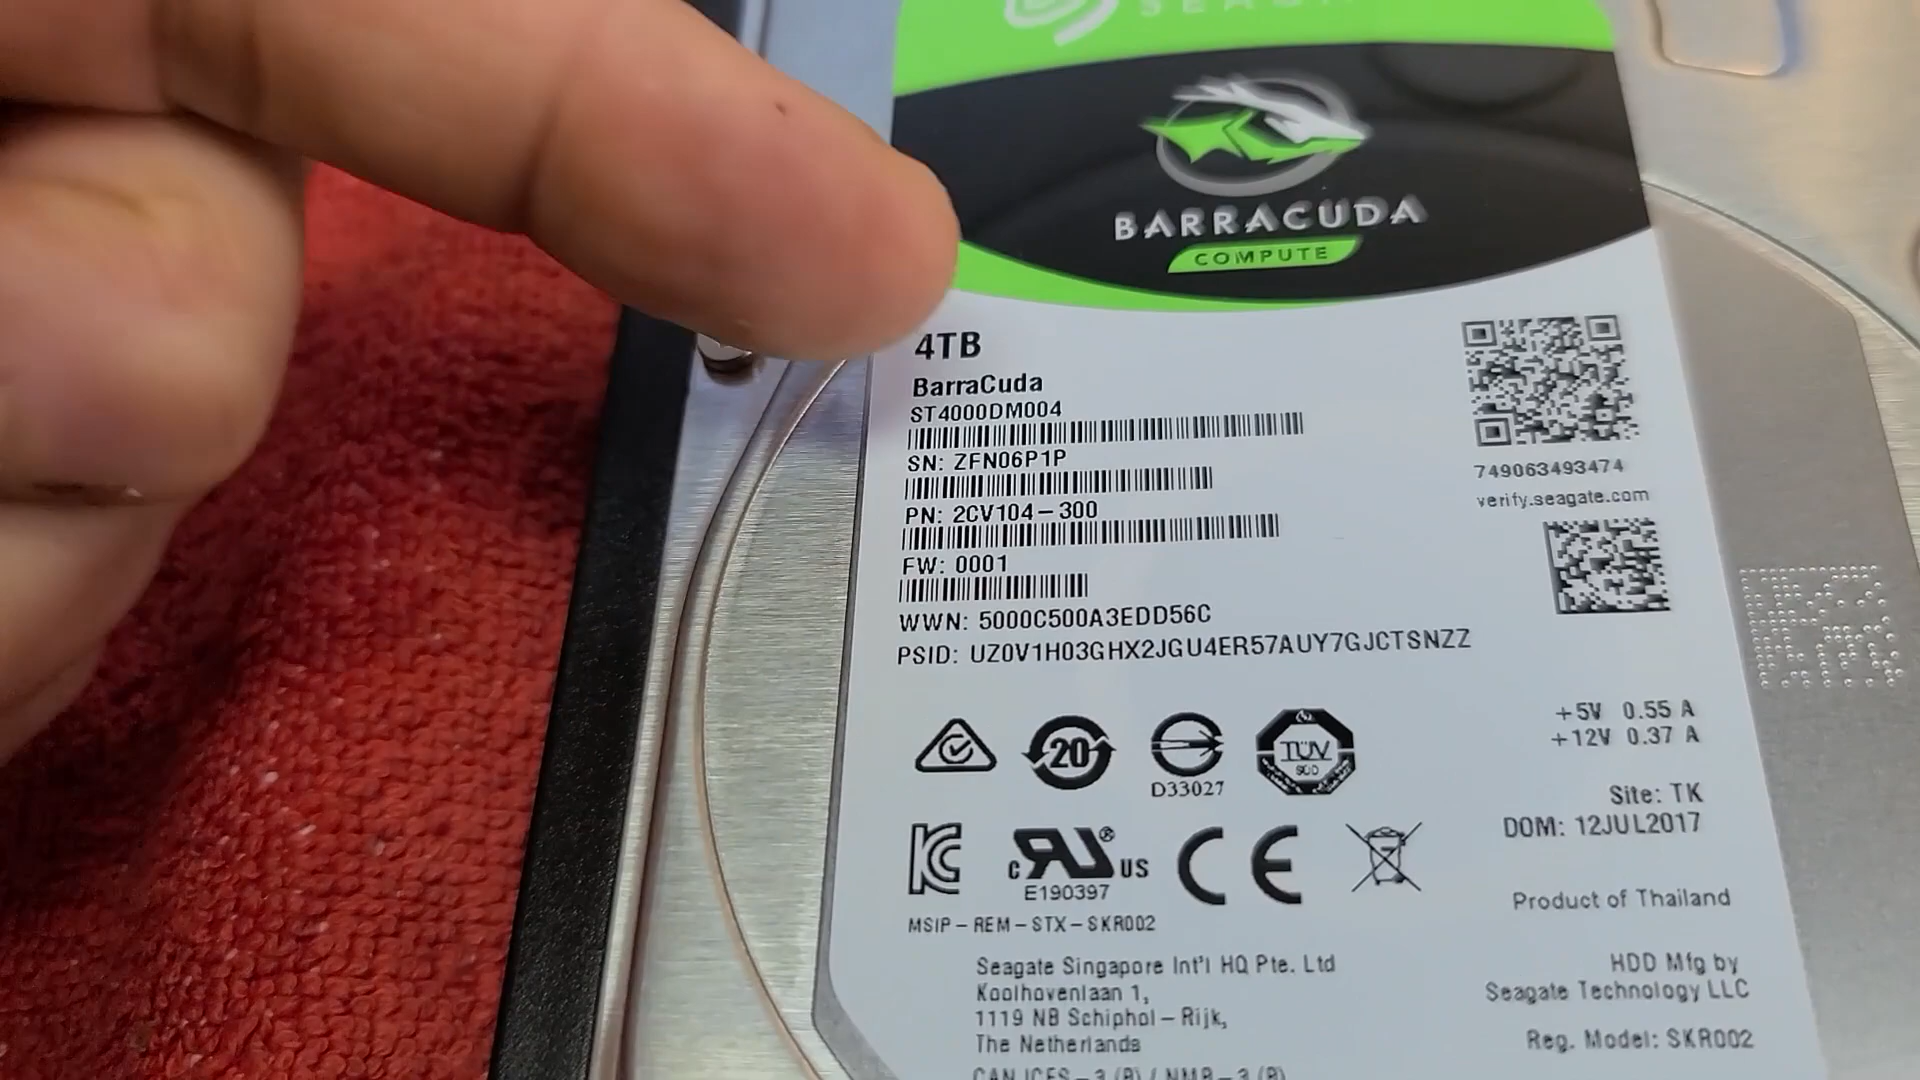 BARRACUDA
COMPUTE
4TB
BarraCuda
ST4000DM004
SN: ZFN06P1P
PN: 2CV104-300
FW: 0001
WWN: 5000C500A3EDD56C
PSID: UZ0V1H03GHX2JGU4ER57AUY7GJCTSNZZ
749063493474
verify.seagate.com
+5V 0.55 A
+12V 0.37 A
Site: TK
DOM: 12JUL2017
20
D33027
TÜV
SÜD
c RU ® US
E190397
CE
MSIP-REM-STX-SKR002
Product of Thailand
Seagate Singapore Int'l HQ Pte. Ltd
Koolhovenlaan 1,
1119 NB Schiphol-Rijk,
The Netherlands
HDD Mfg by
Seagate Technology LLC
Reg. Model: SKR002